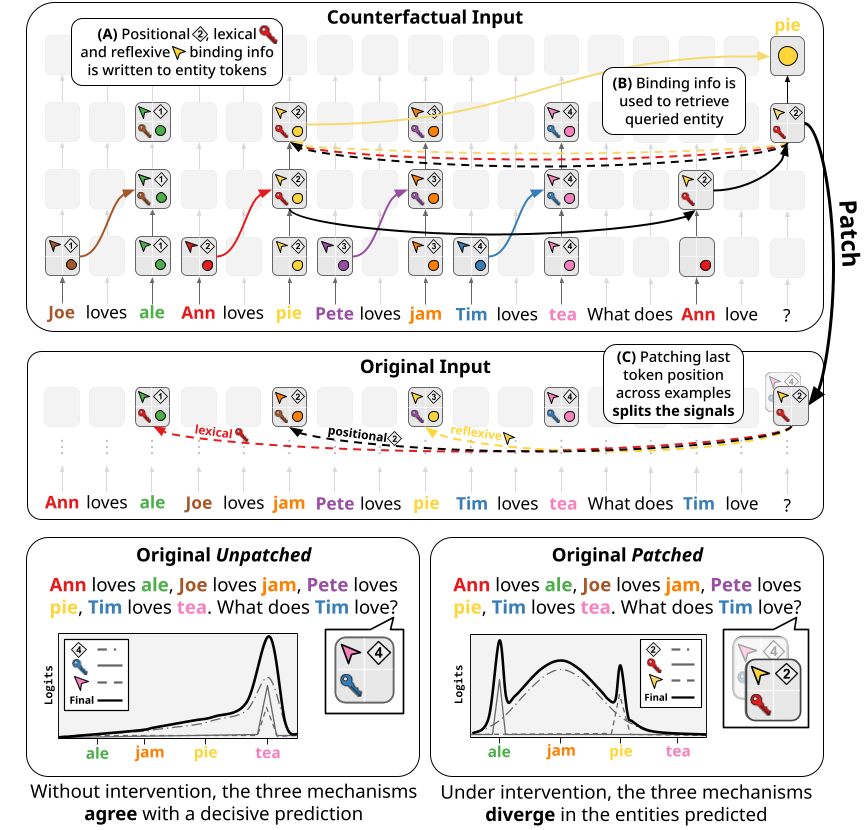 Counterfactual Input
(A) Positional 2, lexical
and reflexive binding info
is written to entity tokens
pie
(B) Binding info is
used to retrieve
queried entity
1 2 3 4 2
1 2 3 4 2
1 1 2 2 3 3 4 4
Joe loves ale Ann loves pie Pete loves jam Tim loves tea What does Ann love ?
Patch
Original Input
(C) Patching last
token position
across examples
splits the signals
1 2 3 4 4 2
lexical positional 2 reflexive
Ann loves ale Joe loves jam Pete loves pie Tim loves tea What does Tim love ?
Original Unpatched
Ann loves ale, Joe loves jam, Pete loves
pie, Tim loves tea. What does Tim love?
4
Final
4
Logits
ale jam pie tea
Without intervention, the three mechanisms
agree with a decisive prediction
Original Patched
Ann loves ale, Joe loves jam, Pete loves
pie, Tim loves tea. What does Tim love?
2
Final
4
2
Logits
ale jam pie tea
Under intervention, the three mechanisms
diverge in the entities predicted